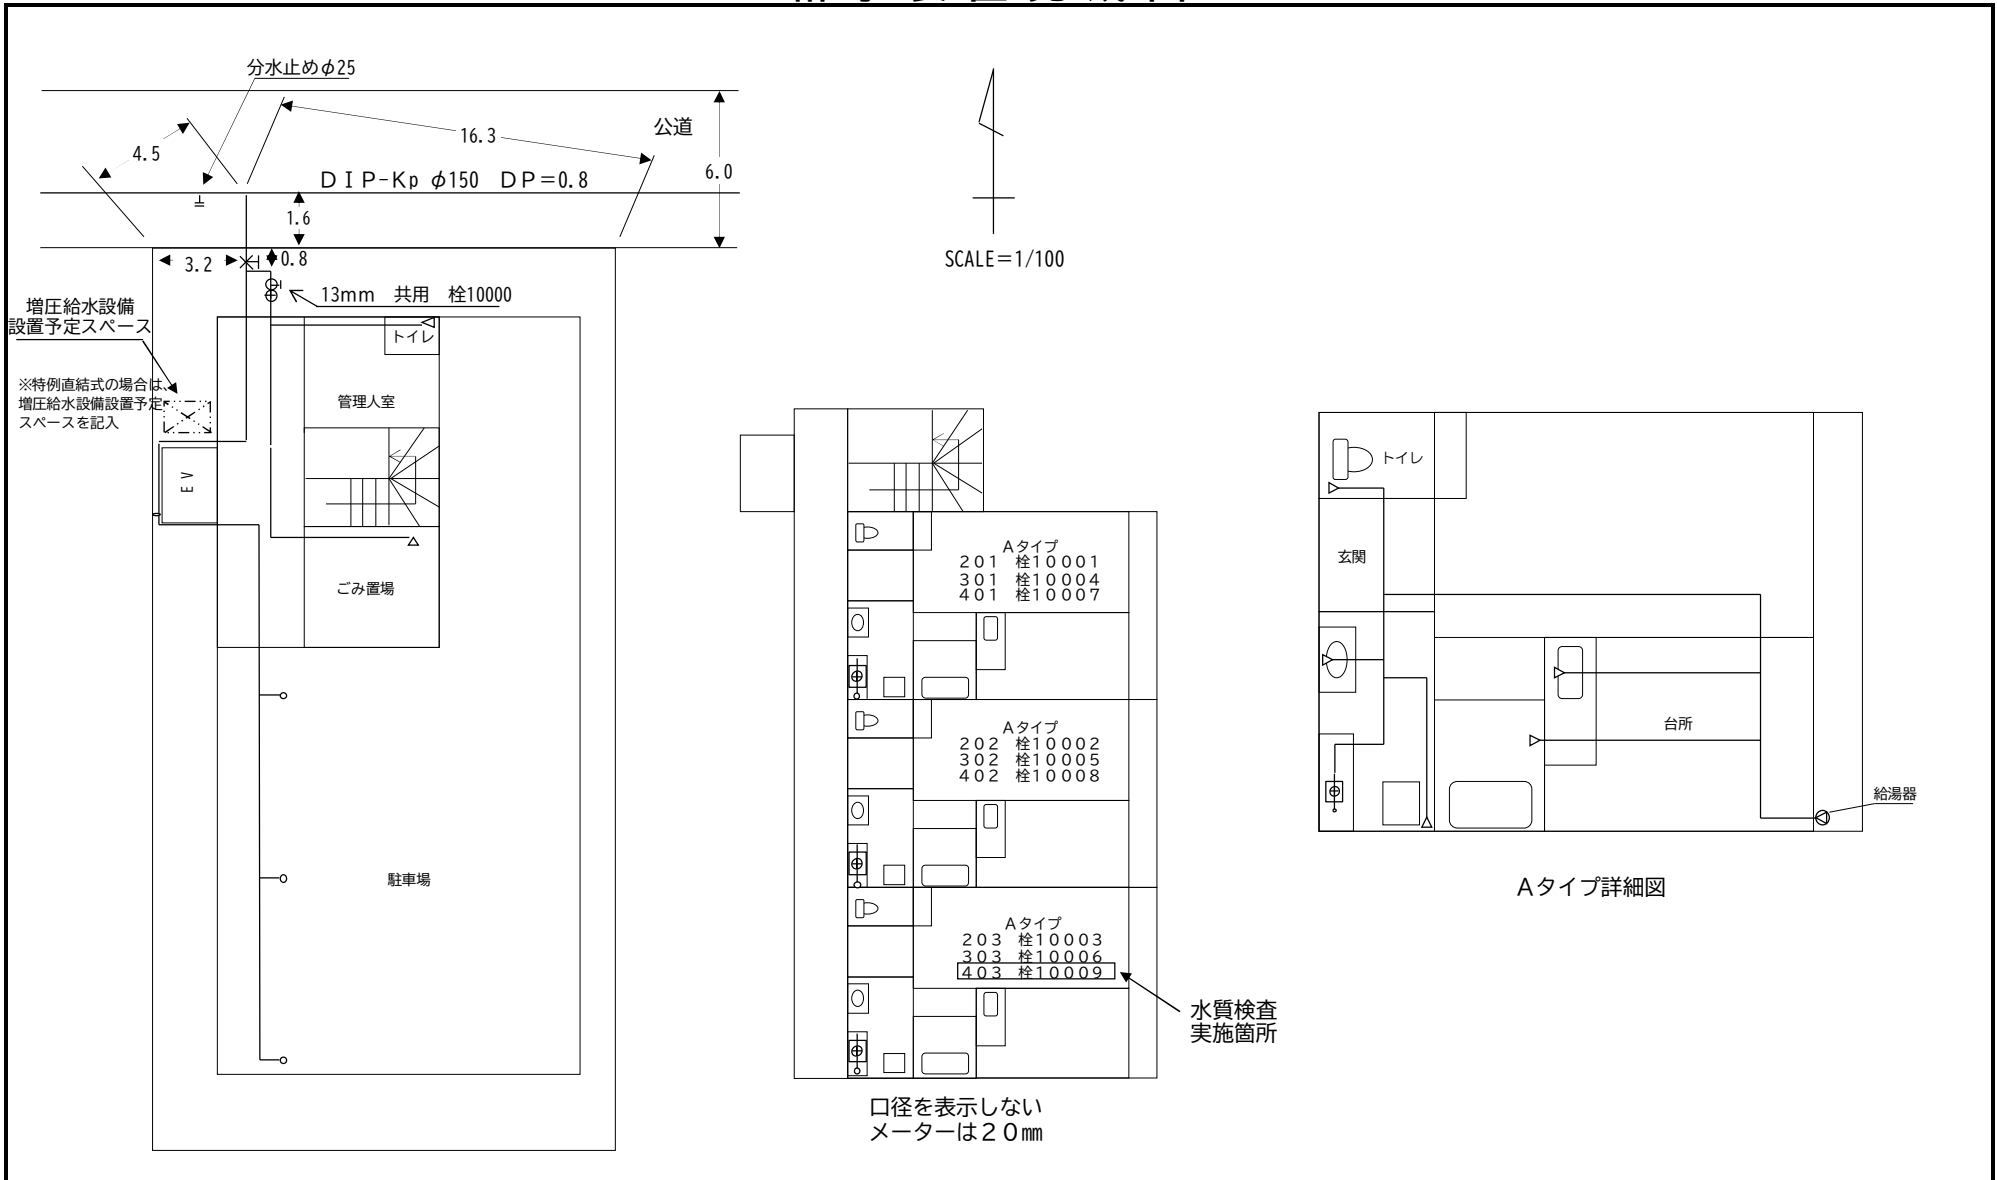 分水止めφ25
16.3
公道
4.5
6.0
ＤＩＰ-Kp φ150　ＤＰ＝0.8
1.6
3.2
0.8
13mm　共用　栓10000
増圧給水設備
設置予定スペース
※特例直結式の場合は、
増圧給水設備設置予定
スペースを記入
トイレ
管理人室
ＥＶ
ごみ置場
駐車場
SCALE＝1/100
Ａタイプ
２０１　栓１０００１
３０１　栓１０００４
４０１　栓１０００７
Ａタイプ
２０２　栓１０００２
３０２　栓１０００５
４０２　栓１０００８
Ａタイプ
２０３　栓１０００３
３０３　栓１０００６
４０３　栓１０００９
水質検査
実施箇所
口径を表示しない
メーターは２０㎜
トイレ
玄関
台所
給湯器
Ａタイプ詳細図